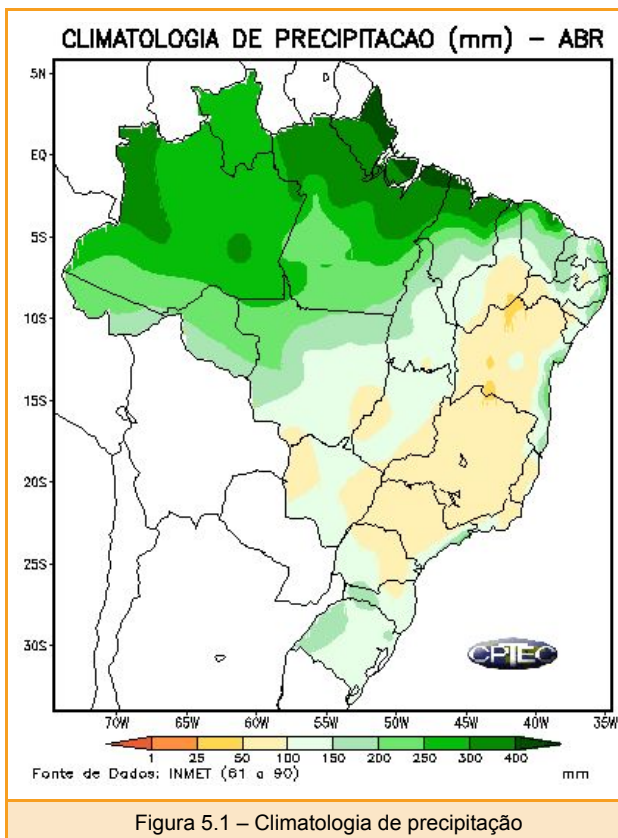 CLIMATOLOGIA DE PRECIPITACAO (mm) – ABR
5N
EQ
5S
10S
15S
20S
25S
30S
CPTEC
70W 65W 60W 55W 50W 45W 40W 35W
1 25 50 100 150 200 250 300 400
Fonte de Dados: INMET (61 a 90) mm
Figura 5.1 – Climatologia de precipitação